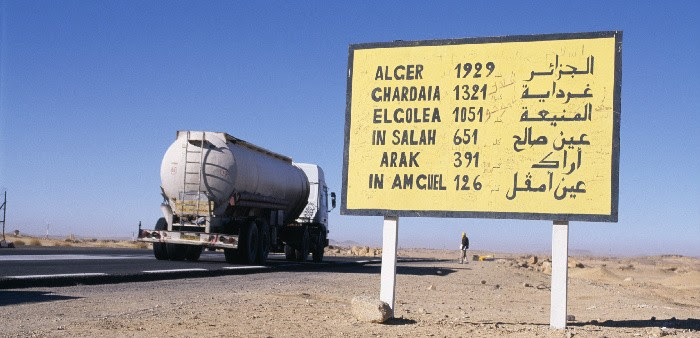 ALGER 1929 الجزائر
GHARDAIA 1321 غرداية
ELGOLEA 1051 المنيعة
IN SALAH 651 عين صالح
ARAK 391 أراك
IN AMGUEL 126 عين أمڤل